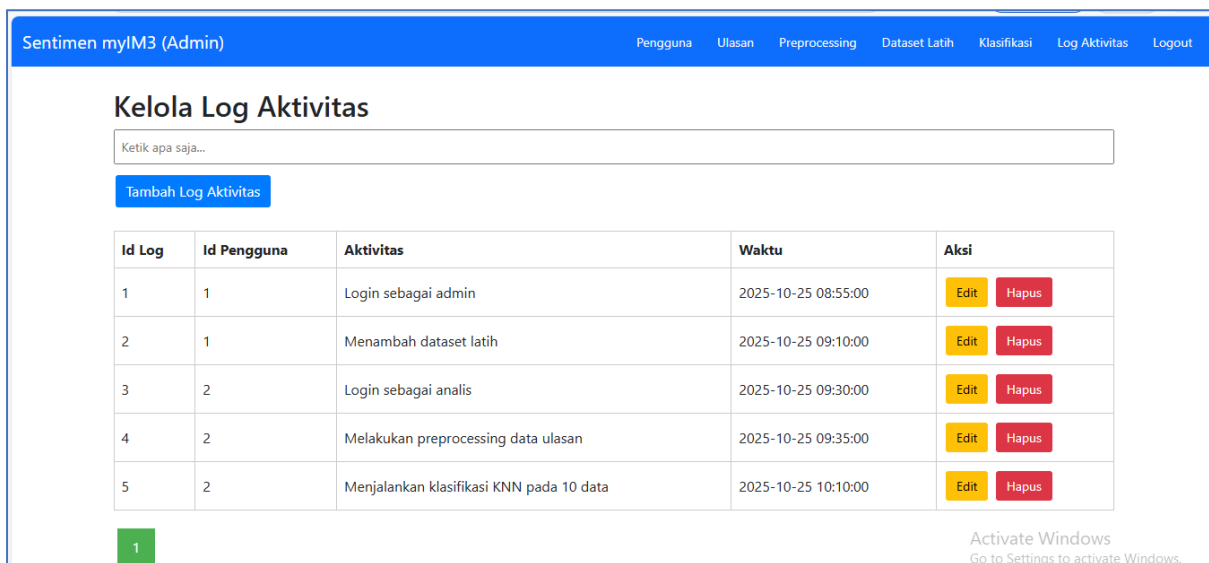 Sentimen myIM3 (Admin) Pengguna Ulasan Preprocessing Dataset Latih Klasifikasi Log Aktivitas Logout
Kelola Log Aktivitas
Ketik apa saja...
Tambah Log Aktivitas
Id Log Id Pengguna Aktivitas Waktu Aksi
1 1 Login sebagai admin 2025-10-25 08:55:00 Edit Hapus
2 1 Menambah dataset latih 2025-10-25 09:10:00 Edit Hapus
3 2 Login sebagai analis 2025-10-25 09:30:00 Edit Hapus
4 2 Melakukan preprocessing data ulasan 2025-10-25 09:35:00 Edit Hapus
5 2 Menjalankan klasifikasi KNN pada 10 data 2025-10-25 10:10:00 Edit Hapus
1
Activate Windows
Go to Settings to activate Windows.